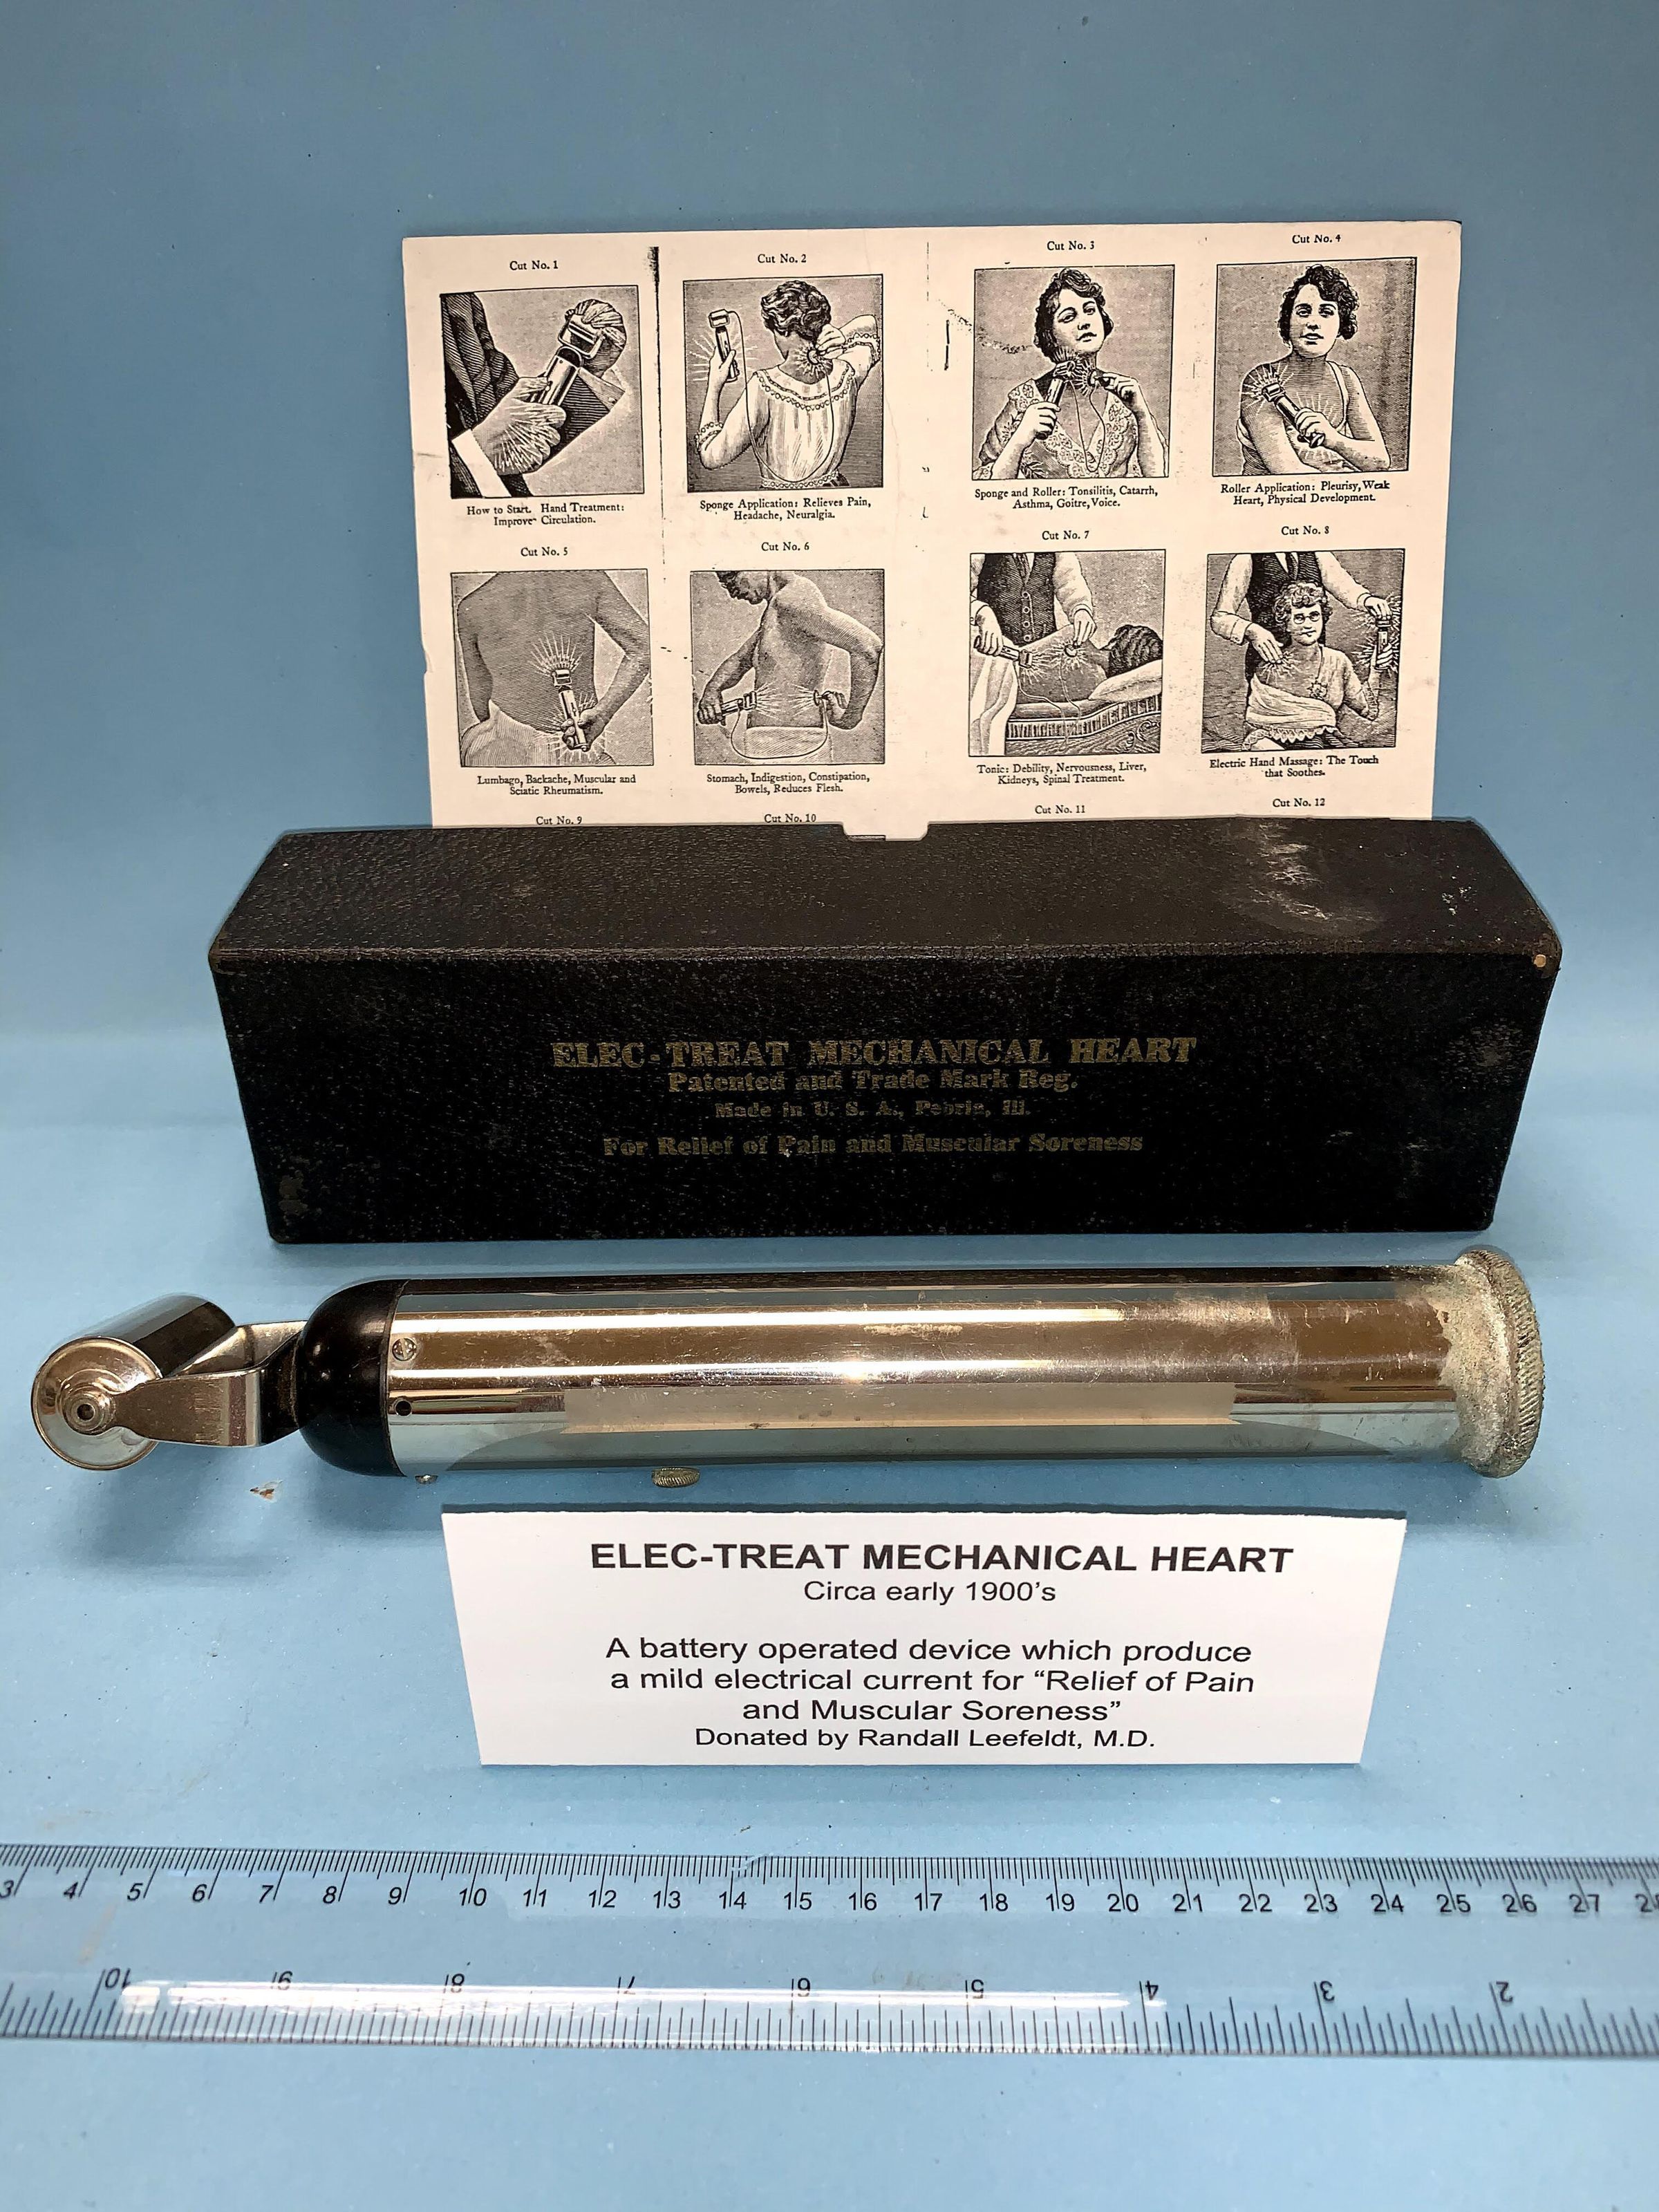 Cut No. 1
Cut No. 2
Cut No. 3
Cut No. 4
How to Start. Hand Treatment:
Improve Circulation.
Sponge Application: Relieves Pain,
Headache, Neuralgia.
Sponge and Roller: Tonsilitis, Catarrh,
Asthma, Goitre, Voice.
Roller Application: Pleurisy, Weak
Heart, Physical Development.
Cut No. 5
Cut No. 6
Cut No. 7
Cut No. 8
Lumbago, Backache, Muscular and
Sciatic Rheumatism.
Stomach, Indigestion, Constipation,
Bowels, Reduces Flesh.
Tonic: Debility, Nervousness, Liver,
Kidneys, Spinal Treatment.
Electric Hand Massage: The Touch
that Soothes.
Cut No. 9
Cut No. 10
Cut No. 11
Cut No. 12
ELEC-TREAT MECHANICAL HEART
Patented and Trade Mark Reg.
Made in U. S. A., Peoria, Ill.
For Relief of Pain and Muscular Soreness
ELEC-TREAT MECHANICAL HEART
Circa early 1900's
A battery operated device which produce
a mild electrical current for “Relief of Pain
and Muscular Soreness”
Donated by Randall Leefeldt, M.D.
3 4 5 6 7 8 9 10 11 12 13 14 15 16 17 18 19 20 21 22 23 24 25 26 27
10 9 8 7 6 5 4 3 2